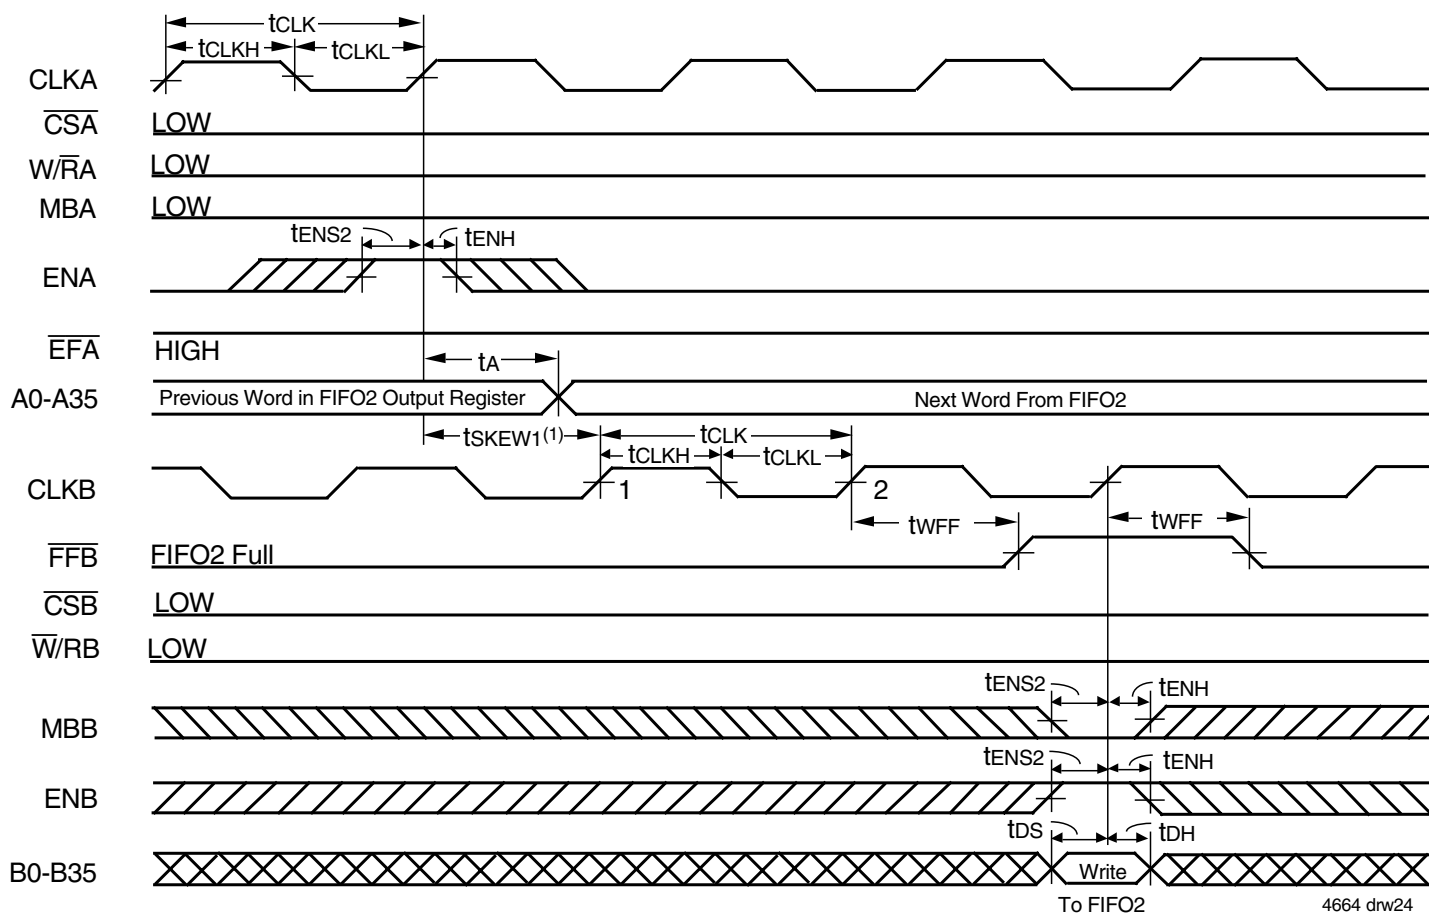 tCLK
tCLKH
tCLKL
CLKA
CSA
LOW
W/RA
LOW
MBA
LOW
tENS2
tENH
ENA
EFA
HIGH
tA
A0-A35
Previous Word in FIFO2 Output Register
Next Word From FIFO2
tSKEW1(1)
tCLK
tCLKH
tCLKL
CLKB
1
2
tWFF
tWFF
FFB
FIFO2 Full
CSB
LOW
W/RB
LOW
tENS2
tENH
MBB
tENS2
tENH
ENB
tDS
tDH
B0-B35
Write
To FIFO2
4664 drw24